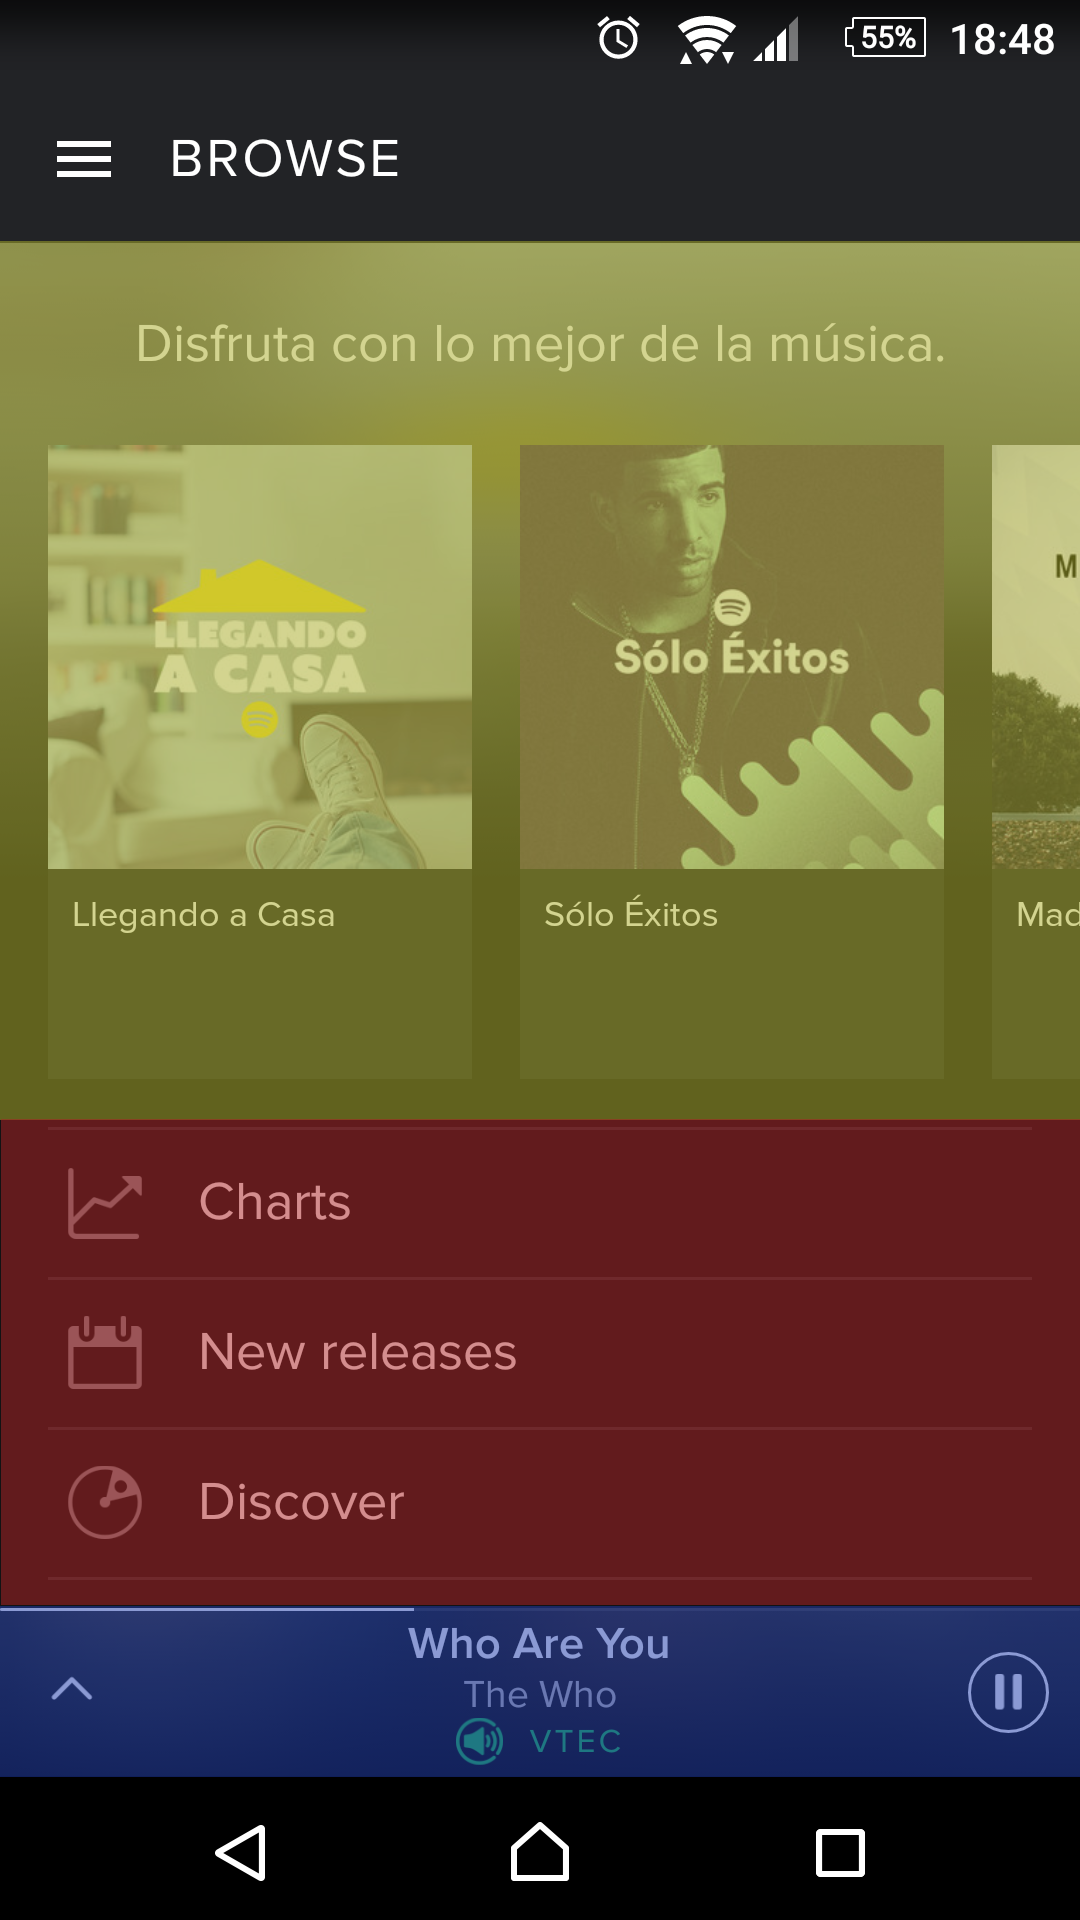 55% 18:48
BROWSE
Disfruta con lo mejor de la música.
LLEGANDO
A CASA
Sólo Éxitos
M
Llegando a Casa
Sólo Éxitos
Mad
Charts
New releases
Discover
Who Are You
The Who
VTEC